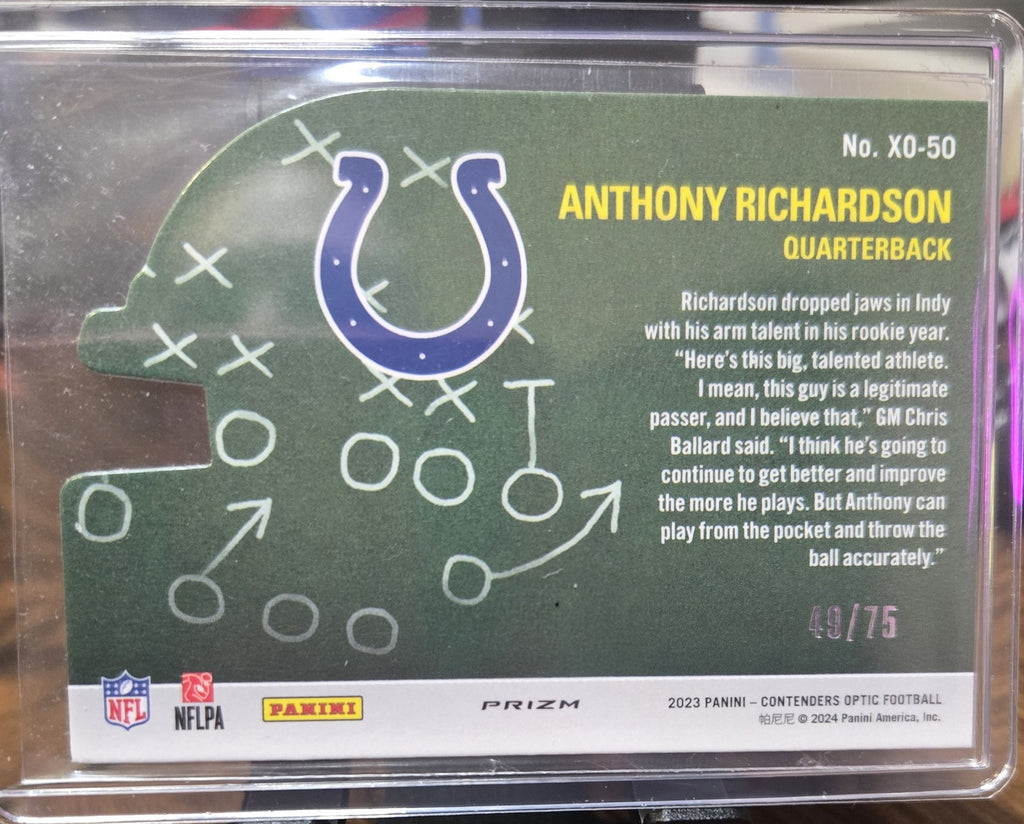 No. XO-50
ANTHONY RICHARDSON
QUARTERBACK
Richardson dropped jaws in Indy
with his arm talent in his rookie year.
“Here’s this big, talented athlete.
I mean, this guy is a legitimate
passer, and I believe that,” GM Chris
Ballard said. “I think he’s going to
continue to get better and improve
the more he plays. But Anthony can
play from the pocket and throw the
ball accurately.”
49/75
NFL
NFLPA
PANINI
PRIZM
2023 PANINI – CONTENDERS OPTIC FOOTBALL
帕尼尼 © 2024 Panini America, Inc.